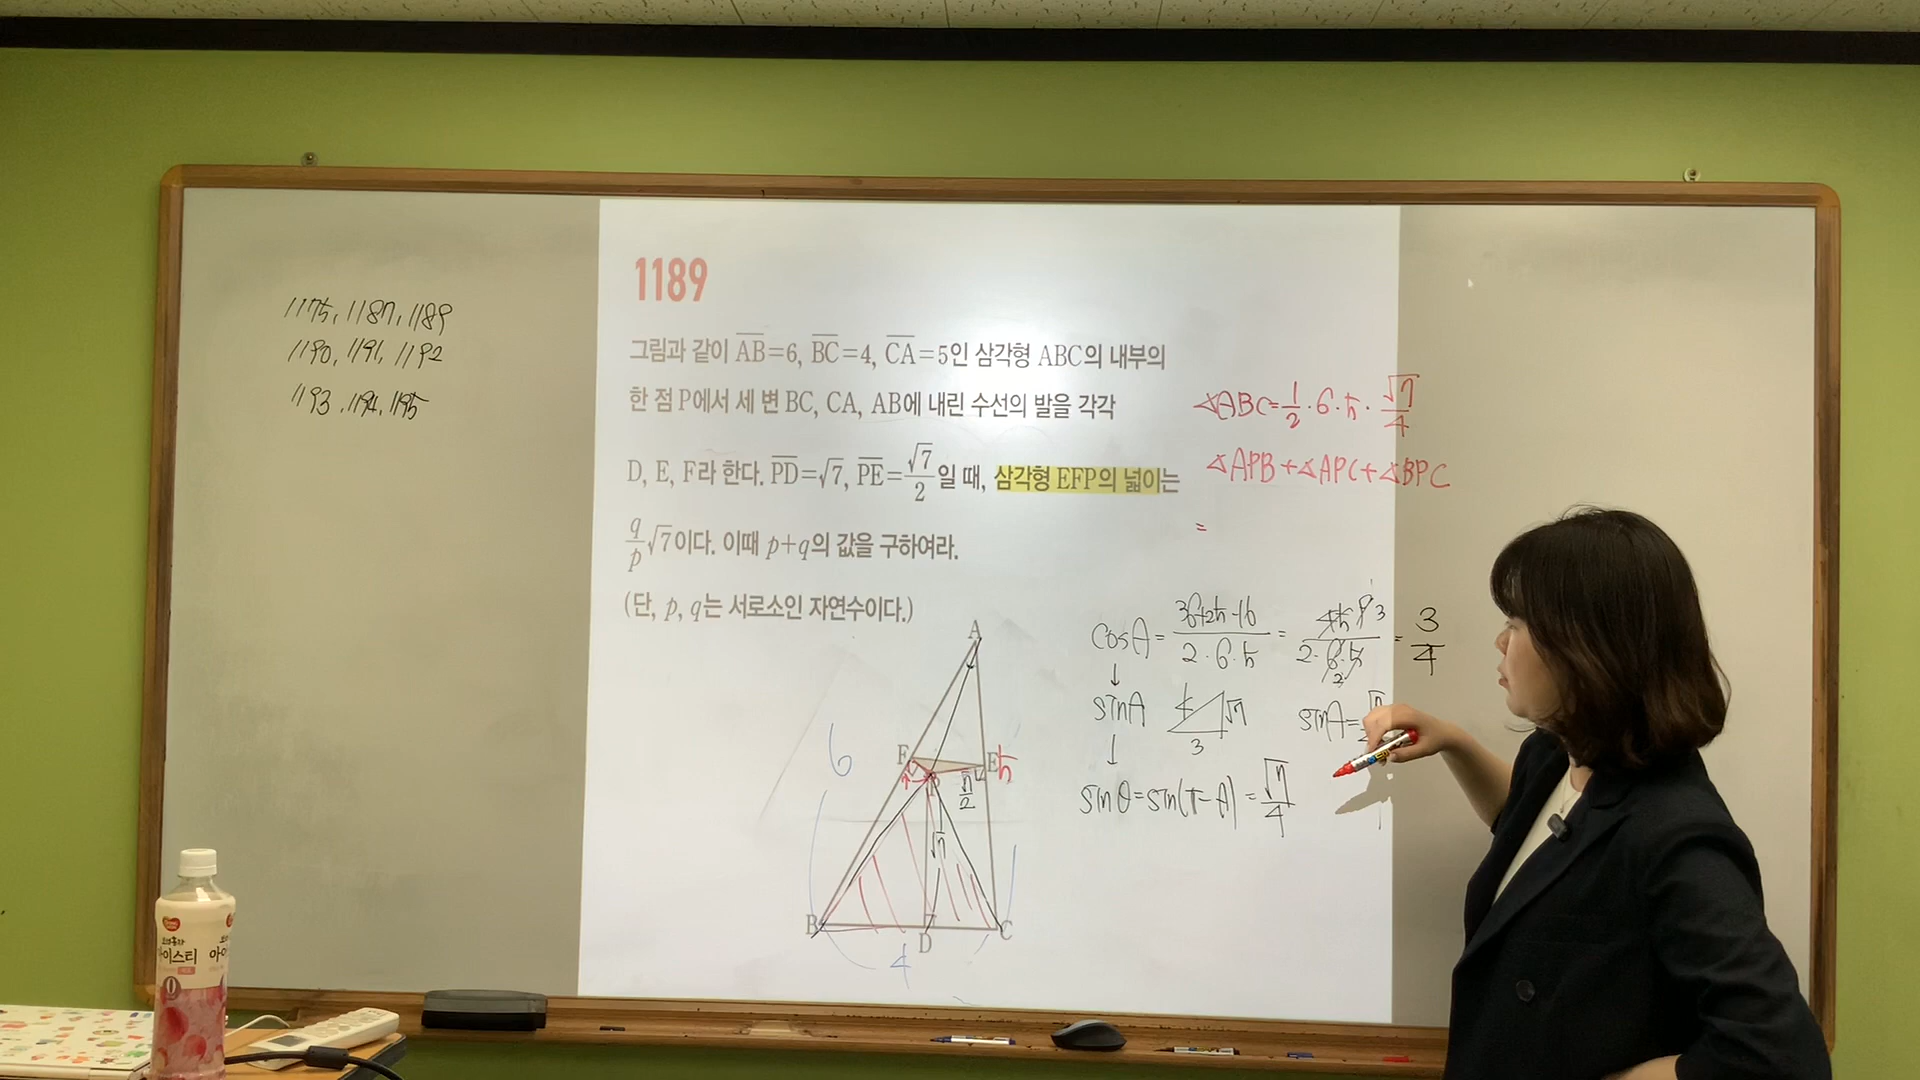 1175, 1187, 1189
1190, 1191, 1192
1193, 1194, 1195
1189
그림과 같이 AB=6, BC=4, CA=5인 삼각형 ABC의 내부의
한 점 P에서 세 변 BC, CA, AB에 내린 수선의 발을 각각
D, E, F라 한다. PD=√7, PE=√7/2일 때, 삼각형 EFP의 넓이는
q/p√7이다. 이때 p+q의 값을 구하여라.
(단, p, q는 서로소인 자연수이다.)
△ABC=1/2·6·5·√7/4
△APB+△APC+△BPC
=
cosA=36+25-16/2·6·5=45/2·6·5=3/4
↓
sinA 4 √7 3 sinA=
↓
sinθ=sin(π-A)=√7/4
A
6
F
E
5
√7/2
√7
B
D
C
4
아이스티
0